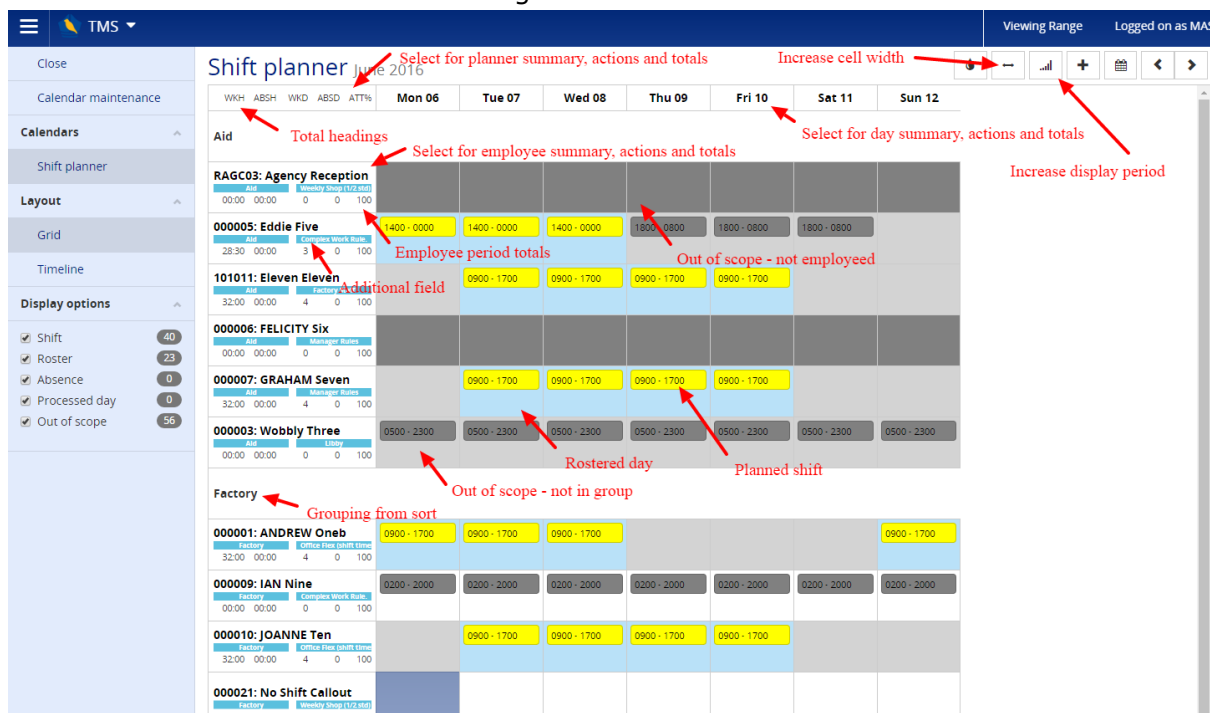 TMS
Viewing Range
Logged on as MAS
Close
Calendar maintenance
Calendars
Shift planner
Layout
Grid
Timeline
Display options
Shift 40
Roster 23
Absence 0
Processed day 0
Out of scope 56
Shift planner June 2016
Select for planner summary, actions and totals
Increase cell width
WKH ABSH WKD ABSD ATT% Mon 06 Tue 07 Wed 08 Thu 09 Fri 10 Sat 11 Sun 12
Total headings
Select for day summary, actions and totals
Increase display period
Aid
Select for employee summary, actions and totals
RAGC03: Agency Reception
Aid Weekly Shop (1/2 std)
00:00 00:00 0 0 100
000005: Eddie Five 1400 - 0000 1400 - 0000 1400 - 0000 1800 - 0800 1800 - 0800 1800 - 0800
Aid Complex Work Rule.
28:30 00:00 3 0 100
Employee period totals
Out of scope - not employeed
101011: Eleven Eleven 0900 - 1700 0900 - 1700 0900 - 1700 0900 - 1700
Additional field
Aid Factory
32:00 00:00 4 0 100
000006: FELICITY Six
Aid Manager Rules
00:00 00:00 0 0 100
000007: GRAHAM Seven 0900 - 1700 0900 - 1700 0900 - 1700 0900 - 1700
Aid Manager Rules
32:00 00:00 4 0 100
000003: Wobbly Three 0500 - 2300 0500 - 2300 0500 - 2300 0500 - 2300 0500 - 2300 0500 - 2300 0500 - 2300
Aid Libby
00:00 00:00 0 0 100
Rostered day
Planned shift
Out of scope - not in group
Factory
Grouping from sort
000001: ANDREW Oneb 0900 - 1700 0900 - 1700 0900 - 1700 0900 - 1700
Factory Office Flex (shift time
32:00 00:00 4 0 100
000009: IAN Nine 0200 - 2000 0200 - 2000 0200 - 2000 0200 - 2000 0200 - 2000 0200 - 2000 0200 - 2000
Factory Complex Work Rule.
00:00 00:00 0 0 100
000010: JOANNE Ten 0900 - 1700 0900 - 1700 0900 - 1700 0900 - 1700
Factory Office Flex (shift time
32:00 00:00 4 0 100
000021: No Shift Callout
Factory Weekly Shop (1/2 std)